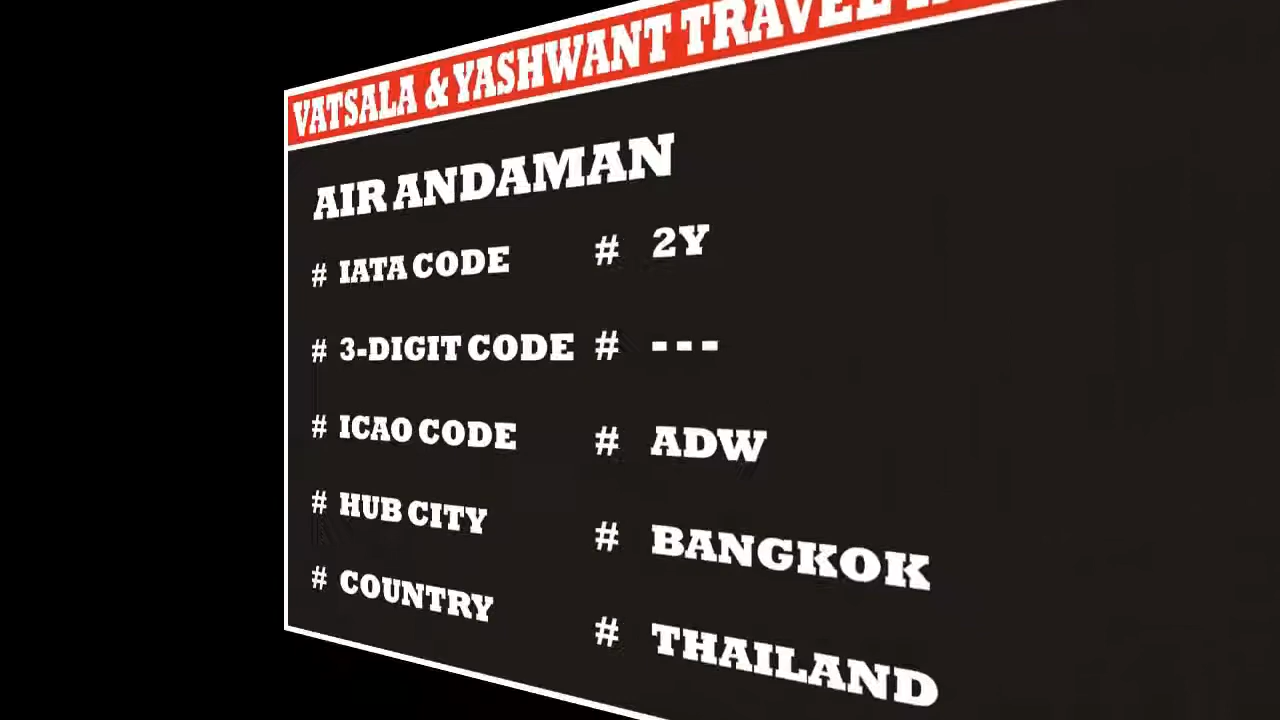 VATSALA & YASHWANT TRAVEL
AIR ANDAMAN
# IATA CODE # 2Y
# 3-DIGIT CODE # ---
# ICAO CODE # ADW
# HUB CITY # BANGKOK
# COUNTRY # THAILAND